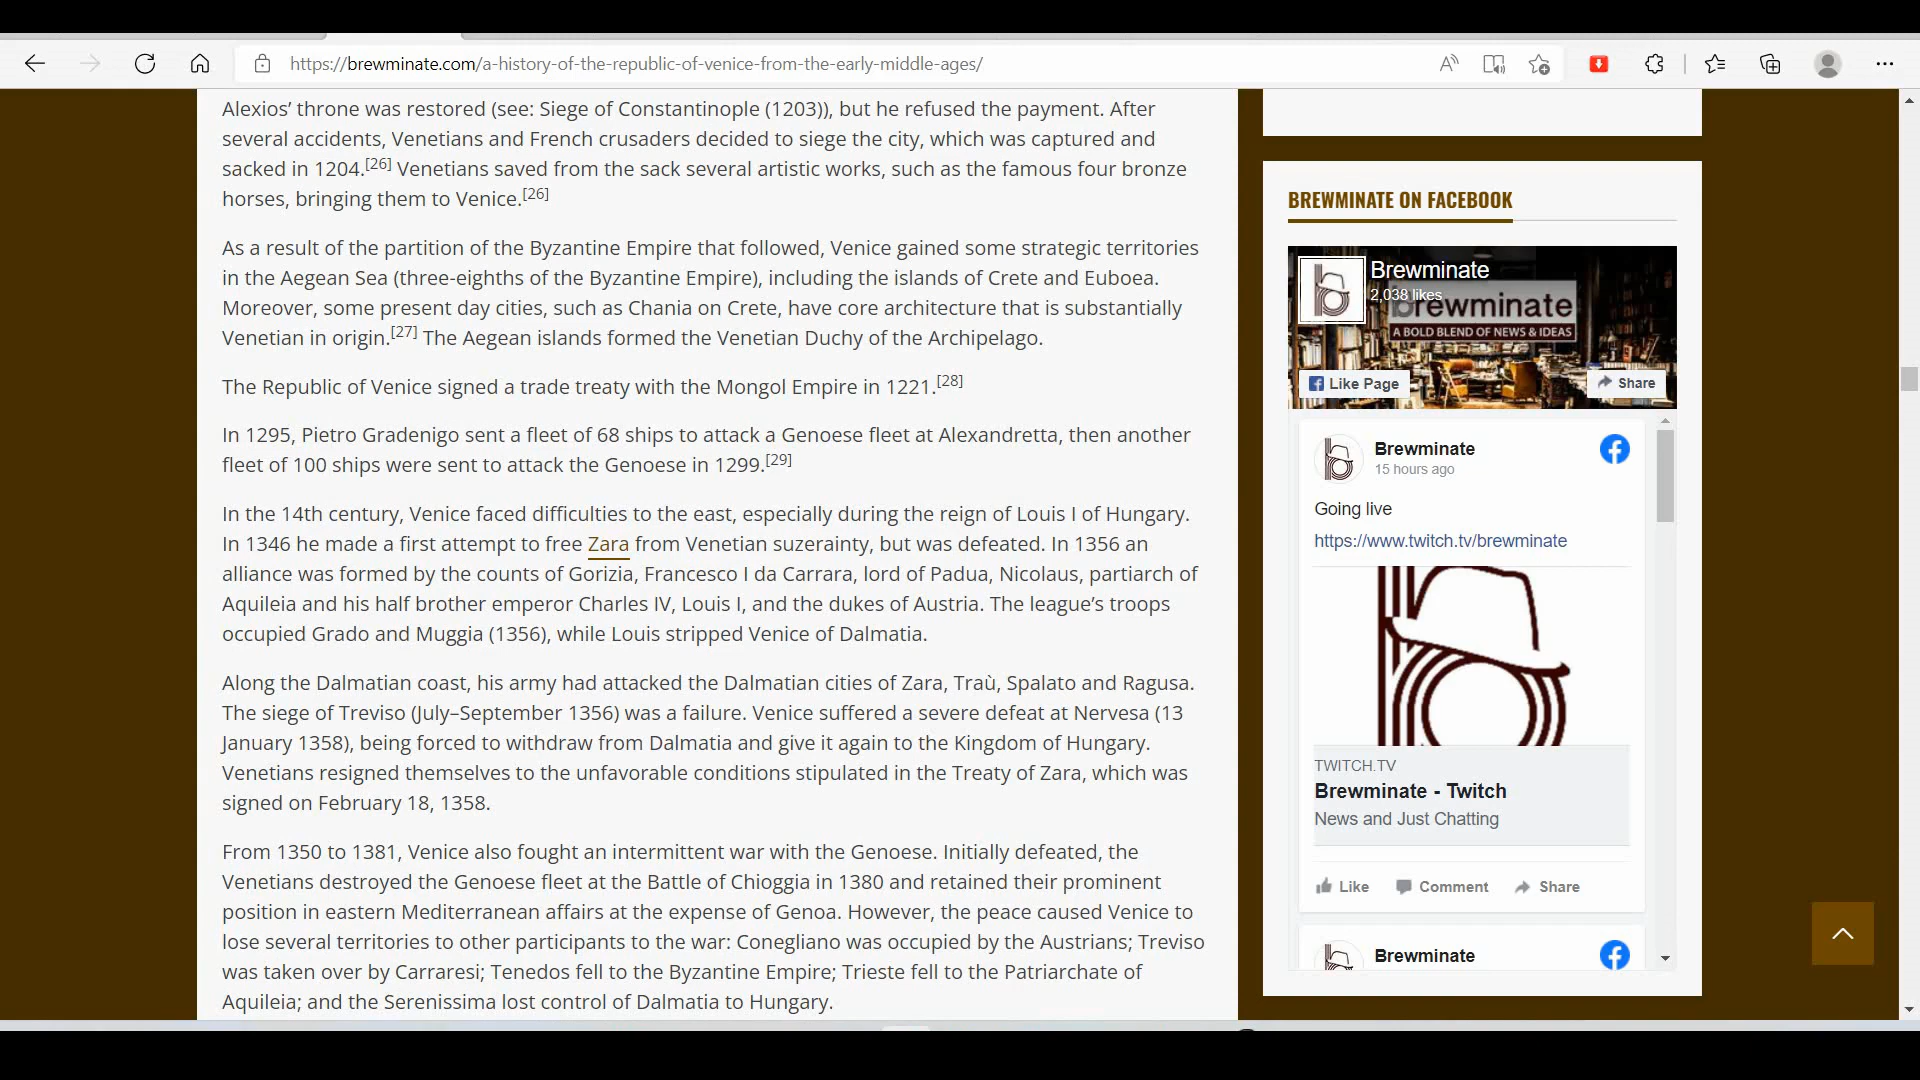 https://brewminate.com/a-history-of-the-republic-of-venice-from-the-early-middle-ages/
Alexios’ throne was restored (see: Siege of Constantinople (1203)), but he refused the payment. After
several accidents, Venetians and French crusaders decided to siege the city, which was captured and
sacked in 1204.[26] Venetians saved from the sack several artistic works, such as the famous four bronze
horses, bringing them to Venice.[26]
As a result of the partition of the Byzantine Empire that followed, Venice gained some strategic territories
in the Aegean Sea (three-eighths of the Byzantine Empire), including the islands of Crete and Euboea.
Moreover, some present day cities, such as Chania on Crete, have core architecture that is substantially
Venetian in origin.[27] The Aegean islands formed the Venetian Duchy of the Archipelago.
The Republic of Venice signed a trade treaty with the Mongol Empire in 1221.[28]
In 1295, Pietro Gradenigo sent a fleet of 68 ships to attack a Genoese fleet at Alexandretta, then another
fleet of 100 ships were sent to attack the Genoese in 1299.[29]
In the 14th century, Venice faced difficulties to the east, especially during the reign of Louis I of Hungary.
In 1346 he made a first attempt to free Zara from Venetian suzerainty, but was defeated. In 1356 an
alliance was formed by the counts of Gorizia, Francesco I da Carrara, lord of Padua, Nicolaus, partiarch of
Aquileia and his half brother emperor Charles IV, Louis I, and the dukes of Austria. The league’s troops
occupied Grado and Muggia (1356), while Louis stripped Venice of Dalmatia.
Along the Dalmatian coast, his army had attacked the Dalmatian cities of Zara, Traù, Spalato and Ragusa.
The siege of Treviso (July–September 1356) was a failure. Venice suffered a severe defeat at Nervesa (13
January 1358), being forced to withdraw from Dalmatia and give it again to the Kingdom of Hungary.
Venetians resigned themselves to the unfavorable conditions stipulated in the Treaty of Zara, which was
signed on February 18, 1358.
From 1350 to 1381, Venice also fought an intermittent war with the Genoese. Initially defeated, the
Venetians destroyed the Genoese fleet at the Battle of Chioggia in 1380 and retained their prominent
position in eastern Mediterranean affairs at the expense of Genoa. However, the peace caused Venice to
lose several territories to other participants to the war: Conegliano was occupied by the Austrians; Treviso
was taken over by Carraresi; Tenedos fell to the Byzantine Empire; Trieste fell to the Patriarchate of
Aquileia; and the Serenissima lost control of Dalmatia to Hungary.
BREWMINATE ON FACEBOOK
Brewminate
2,038 likes
brewminate
A BOLD BLEND OF NEWS & IDEAS
Like Page
Share
Brewminate
15 hours ago
Going live
https://www.twitch.tv/brewminate
TWITCH.TV
Brewminate - Twitch
News and Just Chatting
Like
Comment
Share
Brewminate